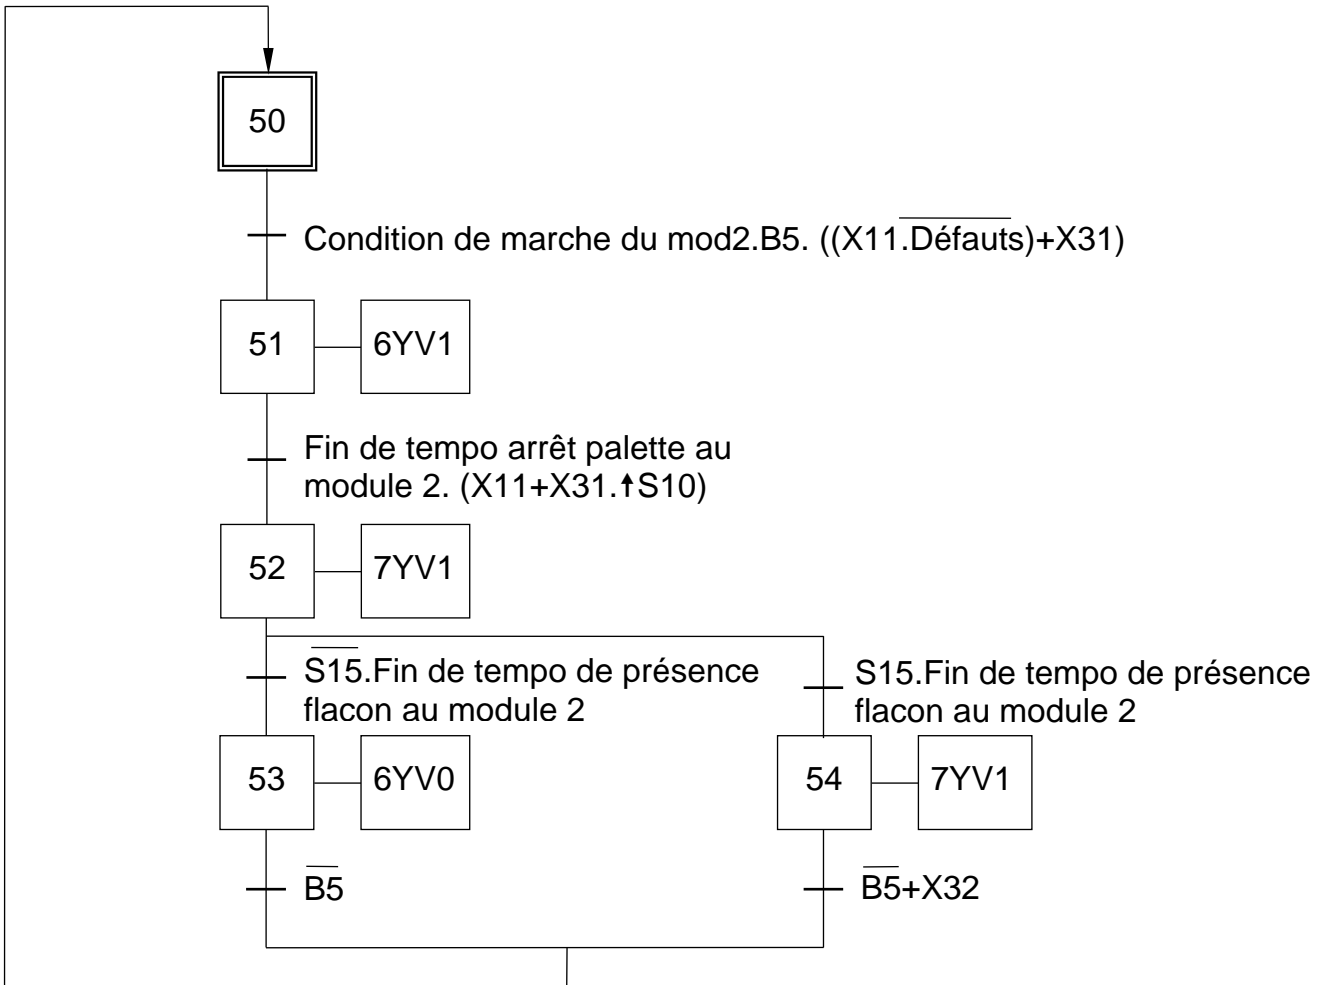 50
Condition de marche du mod2.B5. ((X11.Défauts)+X31)
51
6YV1
Fin de tempo arrêt palette au
module 2. (X11+X31.↑S10)
52
7YV1
S15.Fin de tempo de présence
flacon au module 2
S15.Fin de tempo de présence
flacon au module 2
53
6YV0
54
7YV1
B5
B5+X32